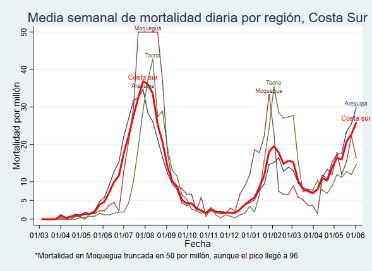 Media semanal de mortalidad diaria por región, Costa Sur
Mortalidad por millón
50
40
30
20
10
0
Moquegua
Tacna
Costa sur
Arequipa
Tacna
Moquegua
Arequipa
Costa sur
01/03 01/04 01/05 01/06 01/07 01/08 01/09 01/10 01/11 01/12 01/01 01/02 01/03 01/04 01/05 01/06
Fecha
*Mortalidad en Moquegua truncada en 50 por millón, aunque el pico llegó a 96